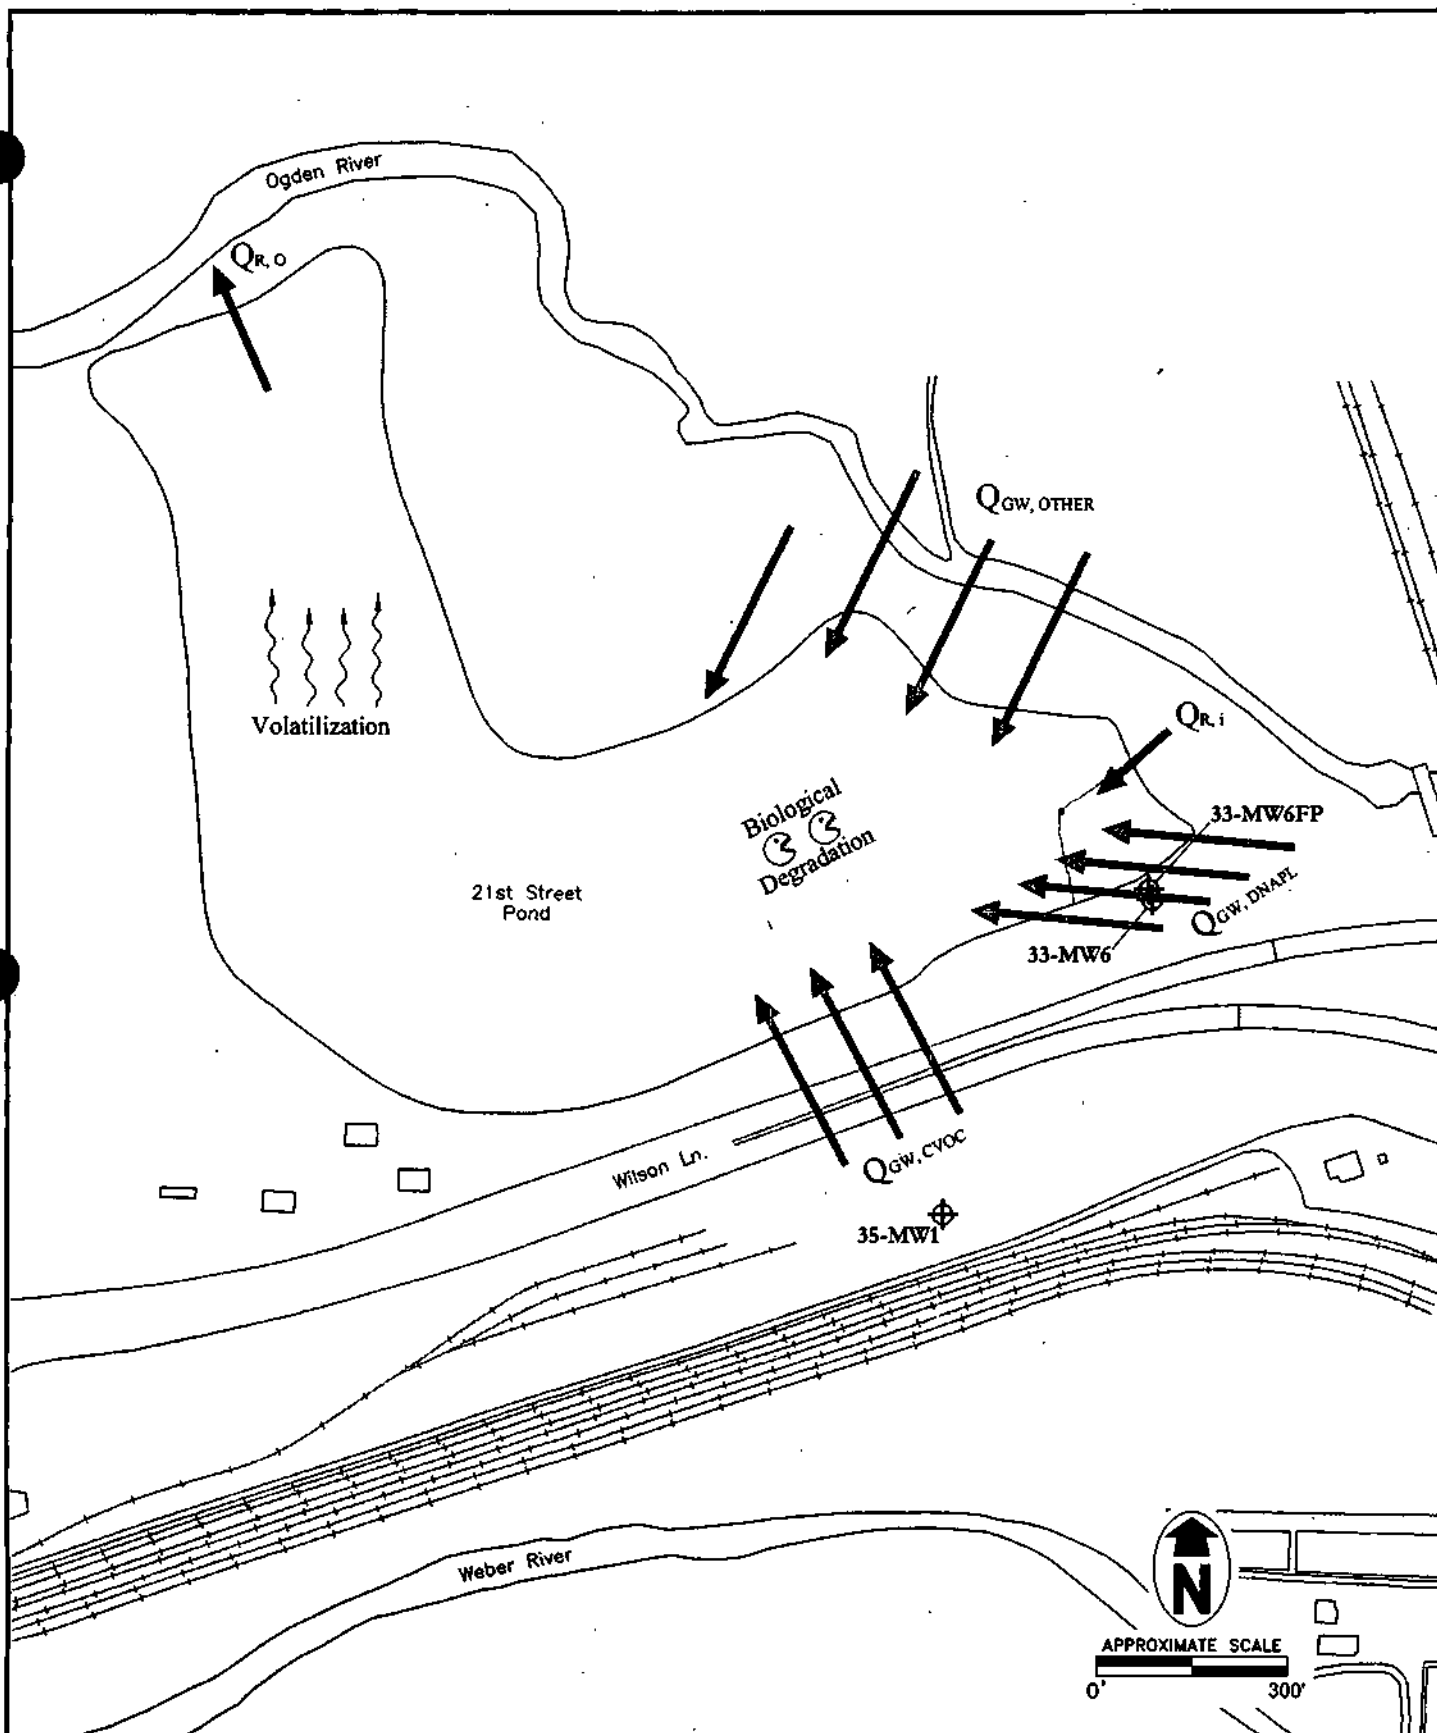 Ogden River
QR, O
QGW, OTHER
QR, i
Volatilization
Biological
Degradation
33-MW6FP
21st Street
Pond
QGW, DNAPL
33-MW6
Wilson Ln.
QGW, CVOC
35-MW1
Weber River
N
APPROXIMATE SCALE
0' 300'